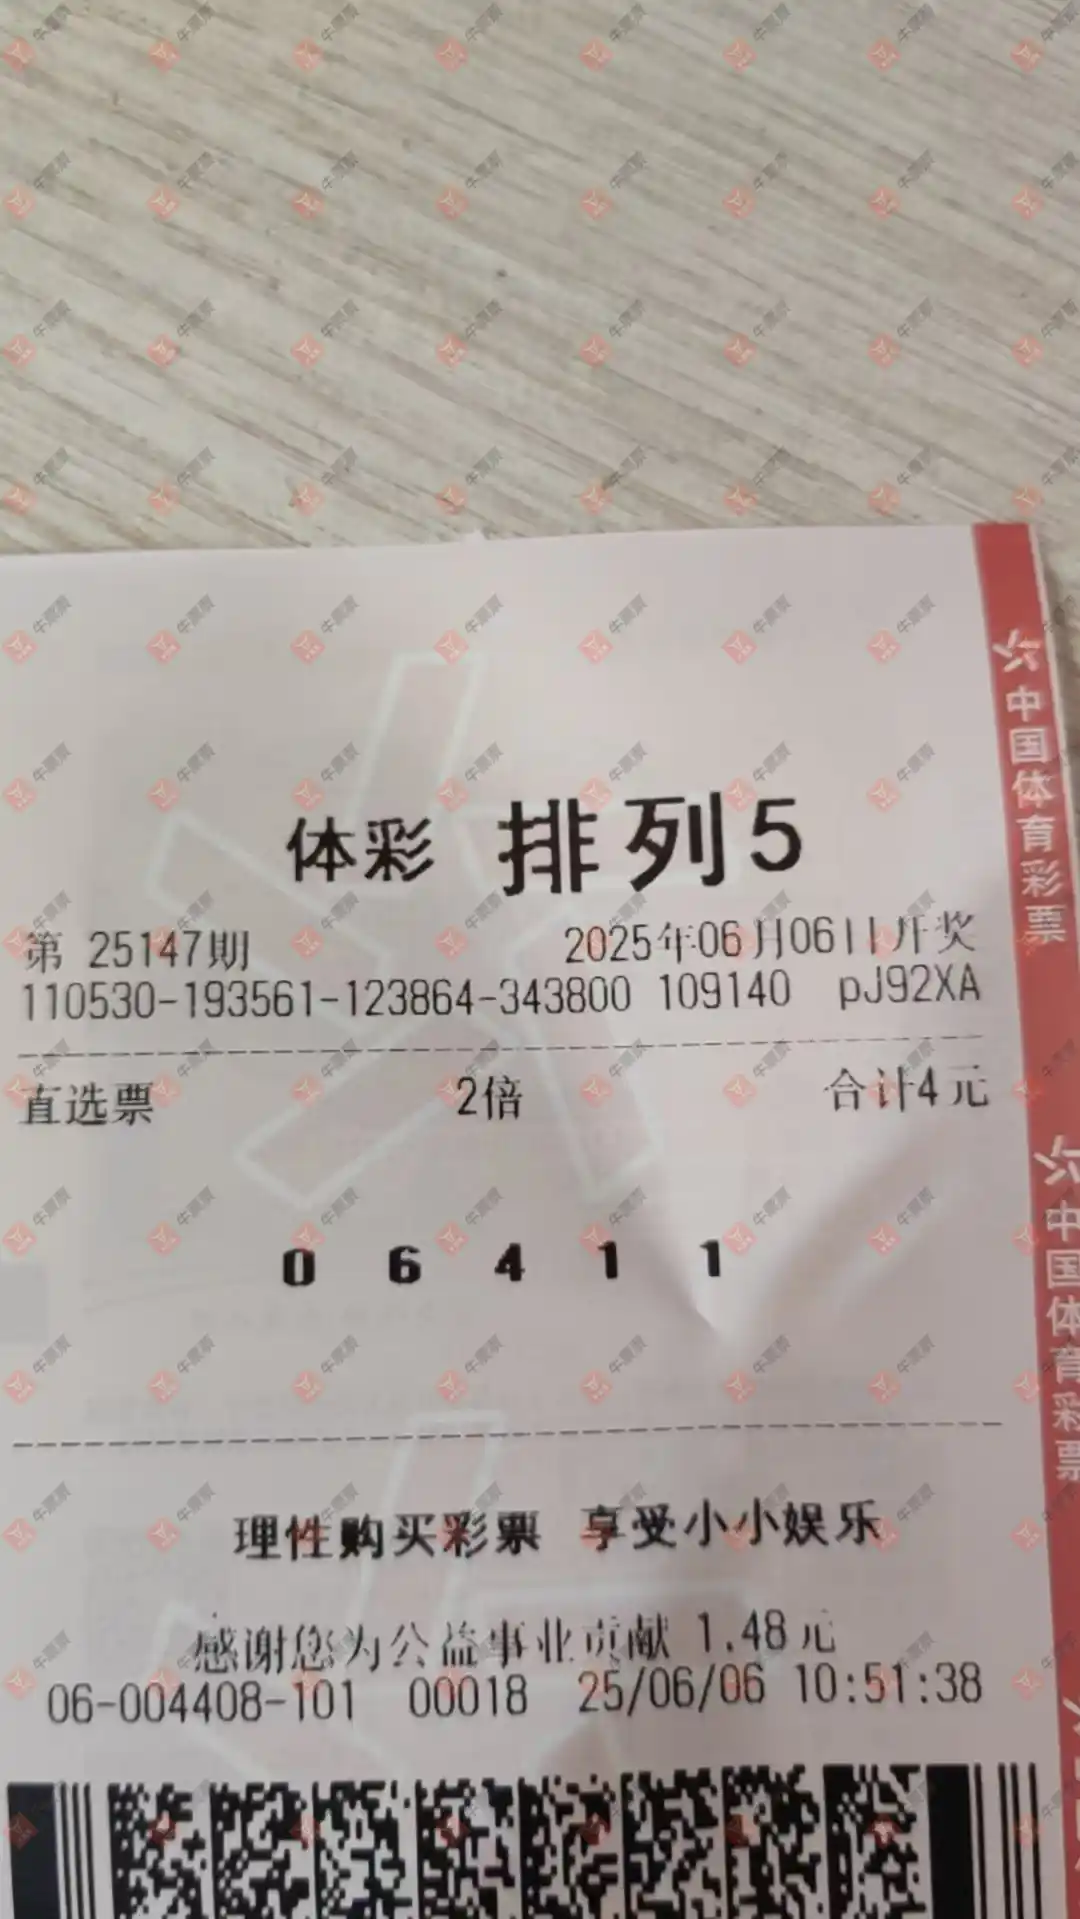 体彩 排列5
第 25147期 2025年06月06日开奖
110530-193561-123864-343800 109140 pJ92XA
直选票 2倍 合计4元
0 6 4 1 1
理性购买彩票 享受小小娱乐
感谢您为公益事业贡献 1.48元
06-004408-101 00018 25/06/06 10:51:38
中国体育彩票
中国体育彩票